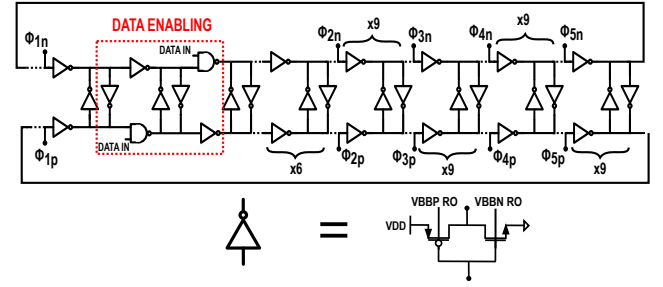 DATA ENABLING
x9
x9
Φ1n
DATA IN
Φ2n
Φ3n
Φ4n
Φ5n
Φ1p
DATA IN
Φ2p
Φ3p
Φ4p
Φ5p
x6
x9
x9
VBBP RO
VBBN RO
VDD
=